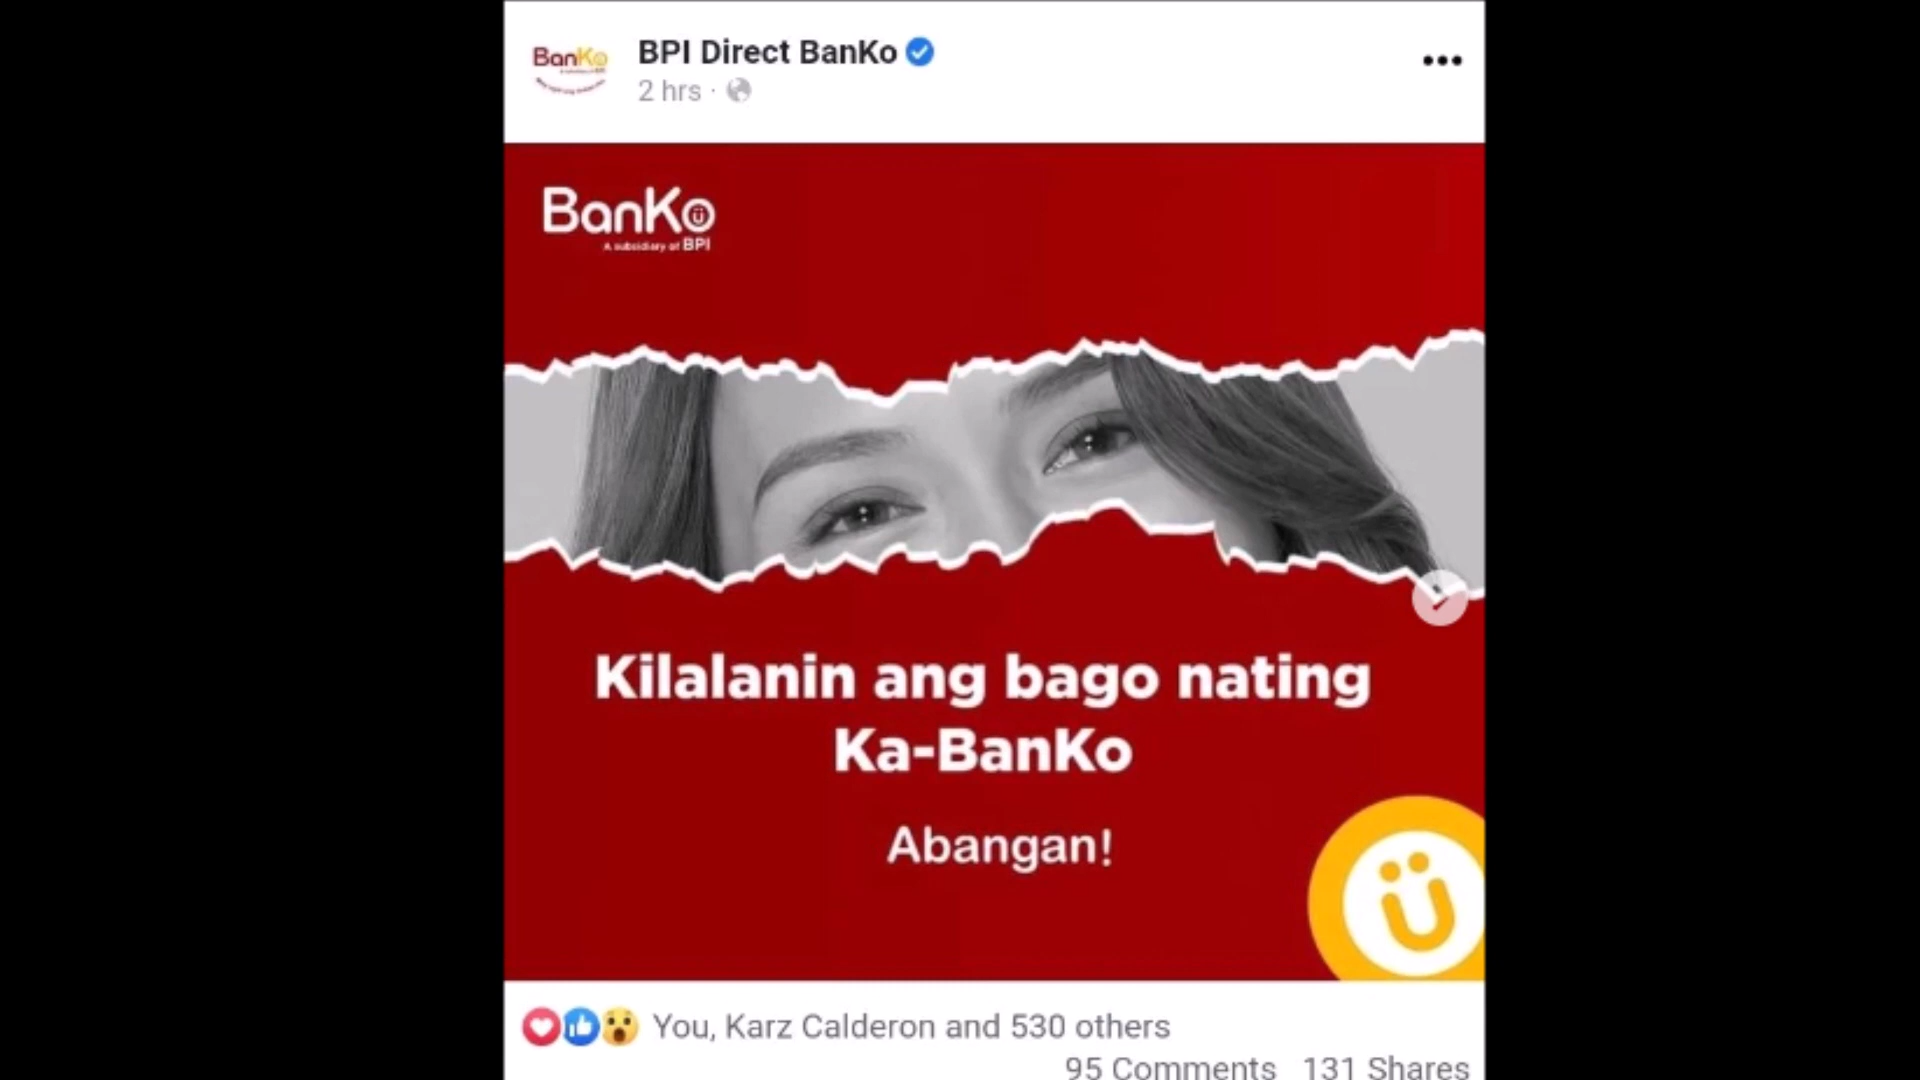 BanKo
BPI Direct BanKo
2 hrs ·
BanKo
A subsidiary of BPI
Kilalanin ang bago nating
Ka-BanKo
Abangan!
You, Karz Calderon and 530 others
95 Comments 131 Shares